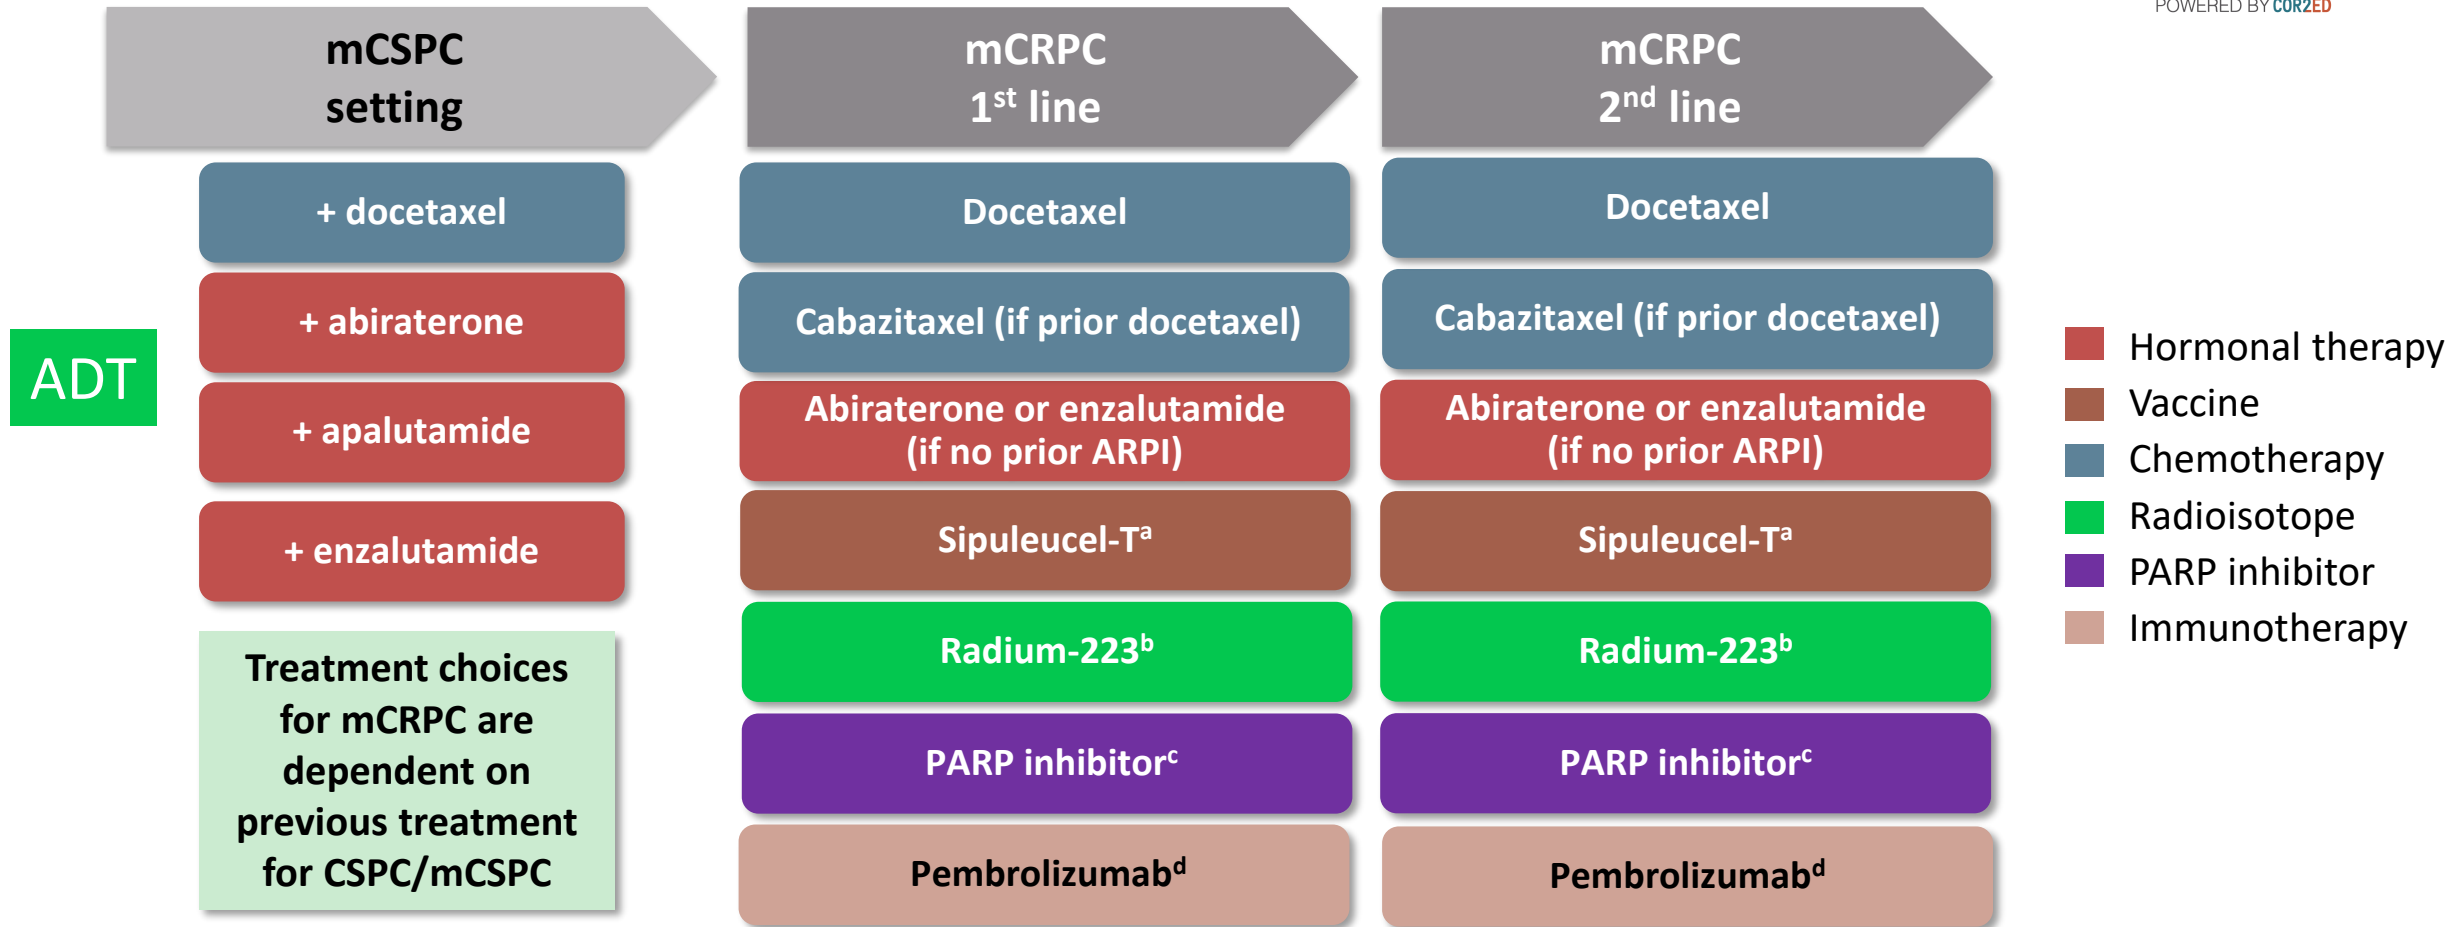 POWERED BY COR2ED
mCSPC
setting
mCRPC
1st line
mCRPC
2nd line
ADT
+ docetaxel
+ abiraterone
+ apalutamide
+ enzalutamide
Treatment choices
for mCRPC are
dependent on
previous treatment
for CSPC/mCSPC
Docetaxel
Cabazitaxel (if prior docetaxel)
Abiraterone or enzalutamide
(if no prior ARPI)
Sipuleucel-Tª
Radium-223ᵇ
PARP inhibitorᶜ
Pembrolizumabᵈ
Docetaxel
Cabazitaxel (if prior docetaxel)
Abiraterone or enzalutamide
(if no prior ARPI)
Sipuleucel-Tª
Radium-223ᵇ
PARP inhibitorᶜ
Pembrolizumabᵈ
Hormonal therapy
Vaccine
Chemotherapy
Radioisotope
PARP inhibitor
Immunotherapy